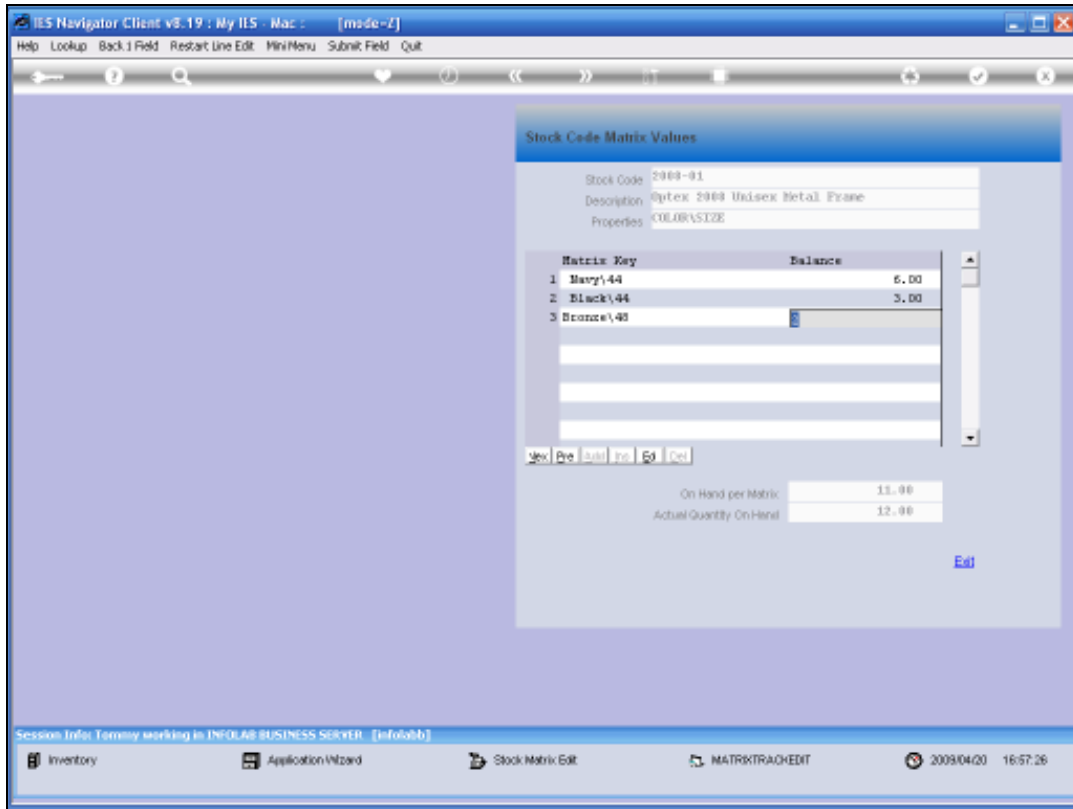 IES Navigator Client v8.19 : My IES - Mac : [mode=Z]
Help Lookup Back 1 Field Restart Line Edit MiniMenu Submit Field Quit
Stock Code Matrix Values
Stock Code 2000-01
Description Optex 2000 Unisex Metal Frame
Properties COLOR\SIZE
Matrix Key Balance
1 Navy\44 6.00
2 Black\44 3.00
3 Bronze\48
Nex Pre Add Ins Ed Del
On Hand per Matrix 11.00
Actual Quantity On Hand 12.00
Exit
Session Info: Tommy working in INFOLAB BUSINESS SERVER [infolabb]
Inventory Application Wizard Stock Matrix Edit MATRIXTRACKEDIT 2009/04/20 16:57:26